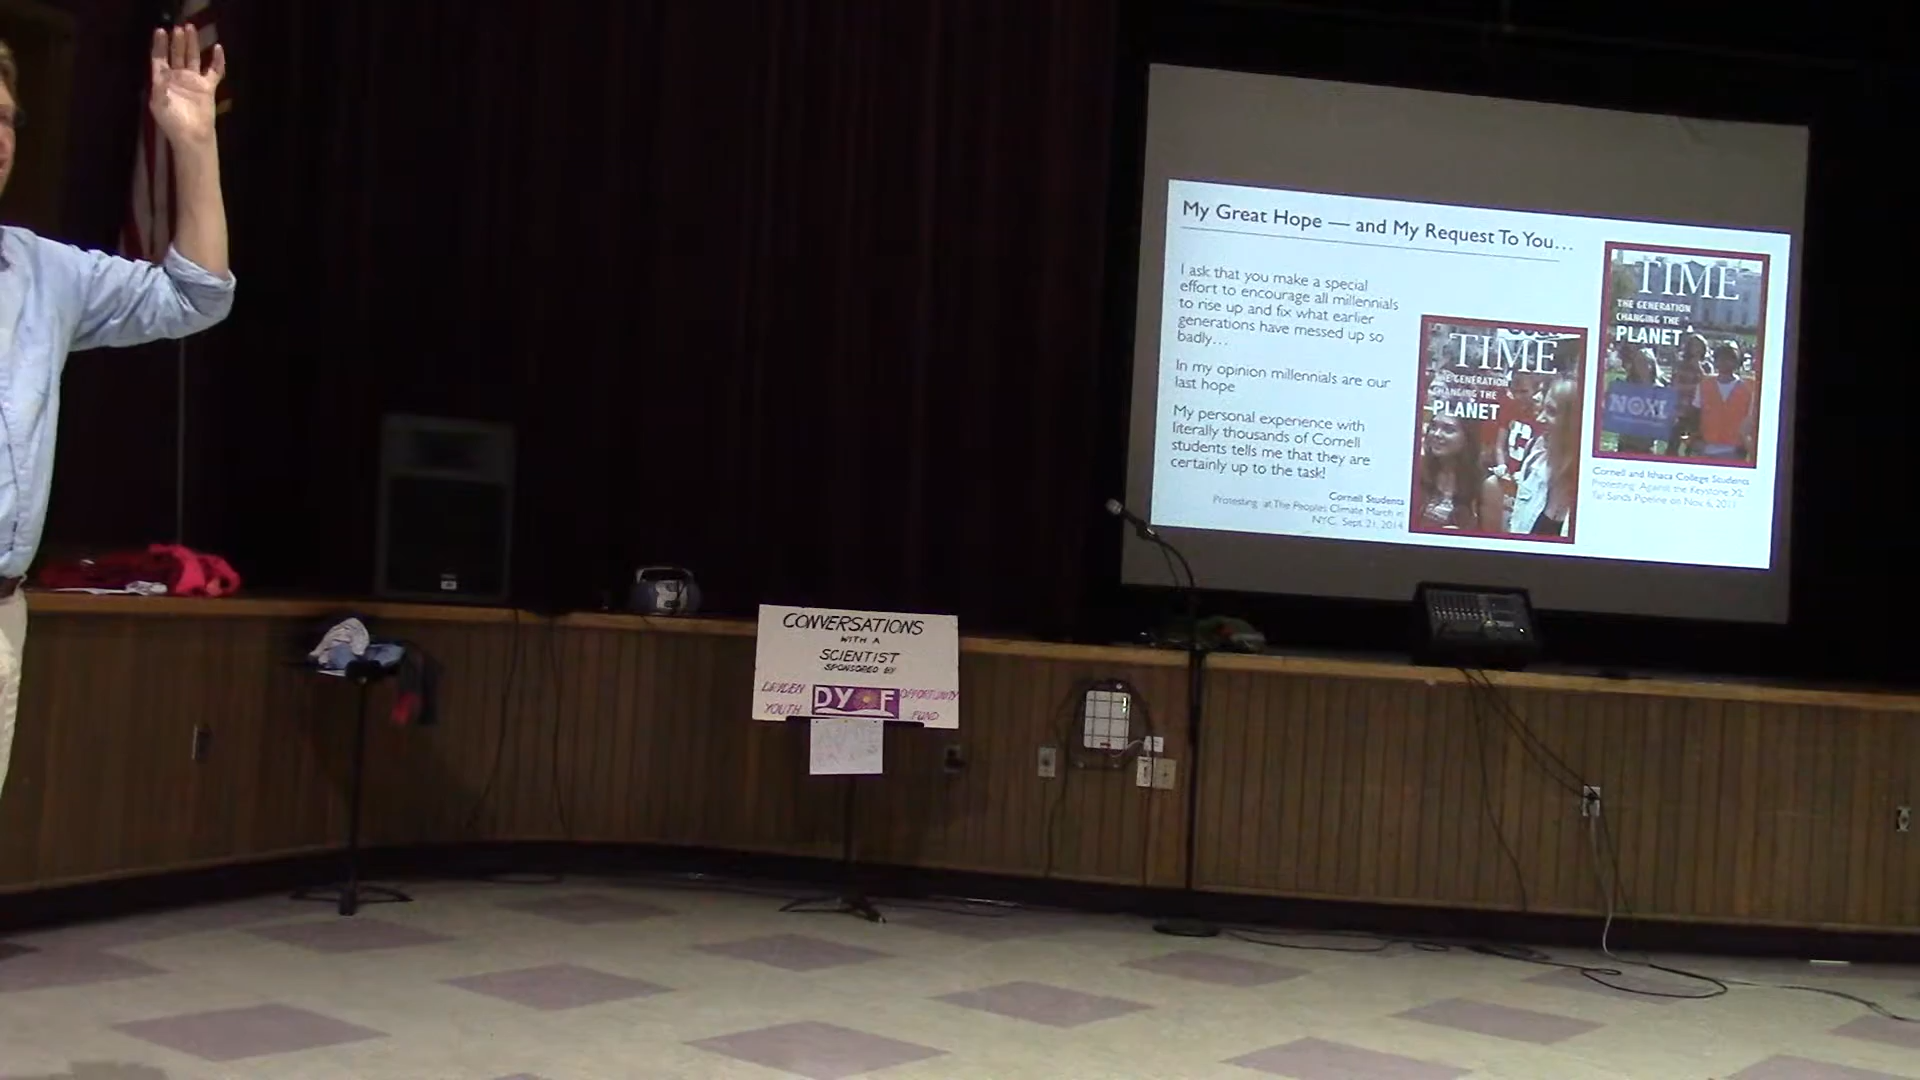 My Great Hope — and My Request To You...
I ask that you make a special
effort to encourage all millennials
to rise up and fix what earlier
generations have messed up so
badly...
In my opinion millennials are our
last hope
My personal experience with
literally thousands of Cornell
students tells me that they are
certainly up to the task!
Cornell Students
Protesting at The Peoples Climate March in
NYC, Sept. 21, 2014
TIME
THE GENERATION
CHANGING THE
PLANET
C
TIME
THE GENERATION
CHANGING THE
PLANET
NOXL
Cornell and Ithaca College Students
Protesting Against the Keystone XL
Tar Sands Pipeline on Nov. 6, 2011
CONVERSATIONS
WITH A
SCIENTIST
SPONSORED BY
DRYDEN DYOF OPPORTUNITY
YOUTH FUND